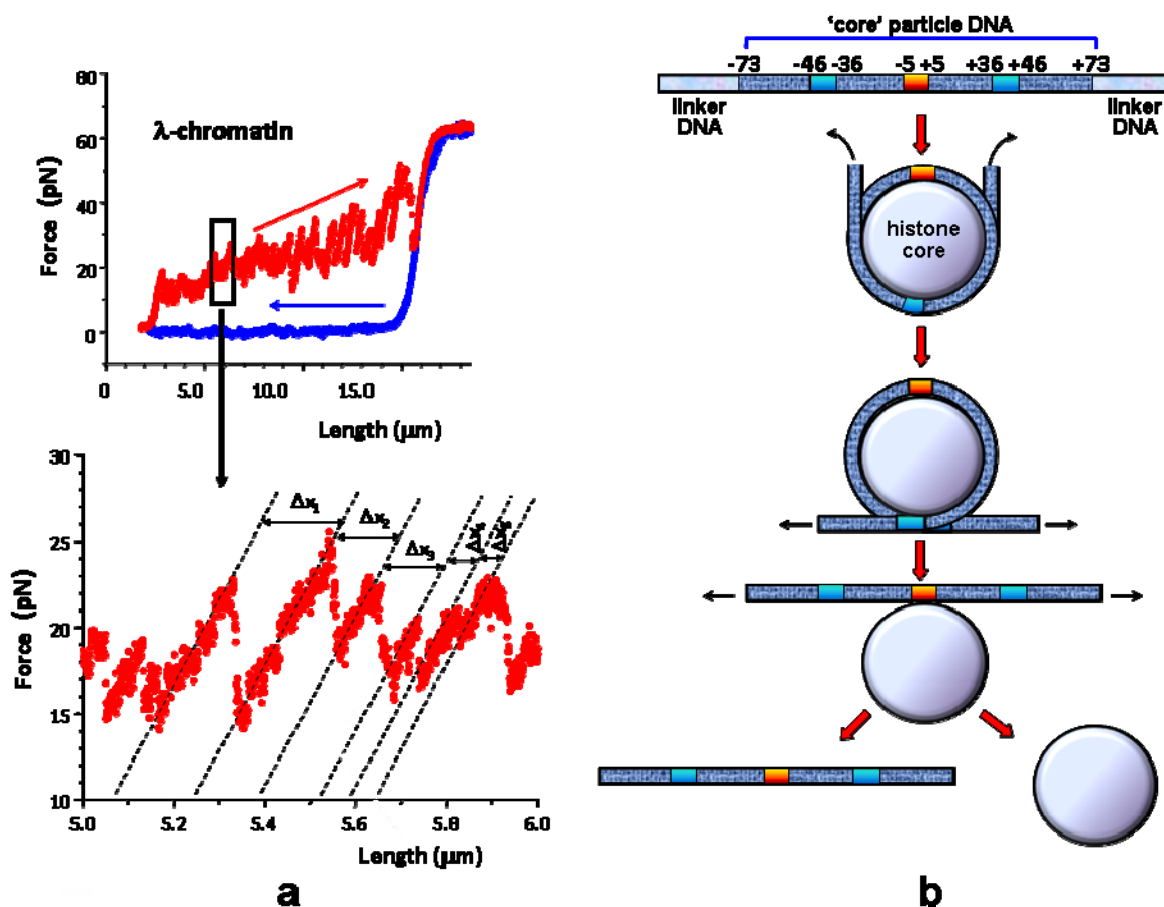 80
60
40
20
0
Force (pN)
λ-chromatin
0 5.0 10.0 15.0
Length (μm)
30
25
20
15
10
Force (pN)
Δx1 Δx2 Δx3 Δx4
5.0 5.2 5.4 5.6 5.8 6.0
Length (μm)
a
'core' particle DNA
-73 -46 -36 -5 +5 +36 +46 +73
linker
DNA
linker
DNA
histone
core
b